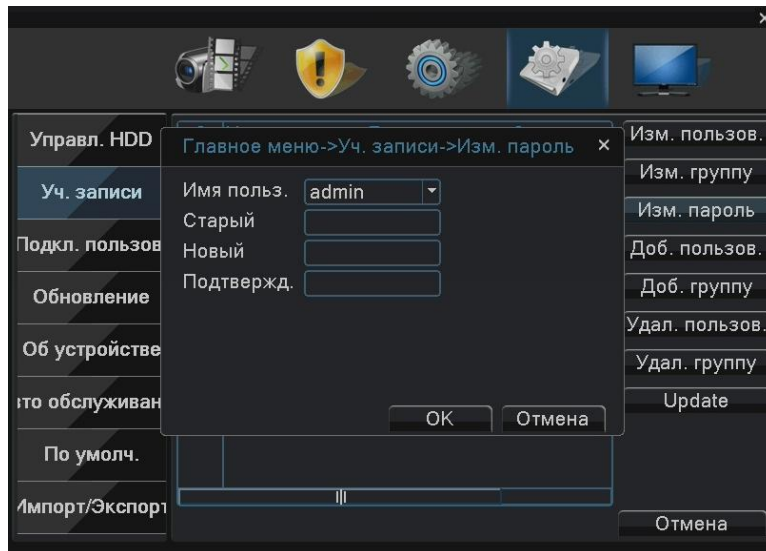 Управл. HDD
Уч. записи
Подкл. пользов
Обновление
Об устройстве
то обслуживан
По умолч.
Импорт/Экспорт
Главное меню->Уч. записи->Изм. пароль
Имя польз. admin
Старый
Новый
Подтвержд.
OK Отмена
Изм. пользов.
Изм. группу
Изм. пароль
Доб. пользов.
Доб. группу
Удал. пользов.
Удал. группу
Update
Отмена